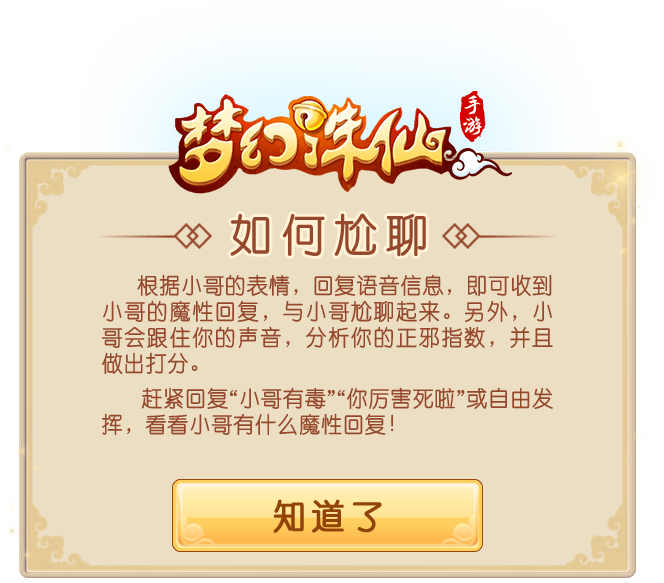 梦幻诛仙
手游
如何尬聊
根据小哥的表情，回复语音信息，即可收到
小哥的魔性回复，与小哥尬聊起来。另外，小
哥会跟住你的声音，分析你的正邪指数，并且
做出打分。
赶紧回复“小哥有毒”“你厉害死啦”或自由发
挥，看看小哥有什么魔性回复！
知道了